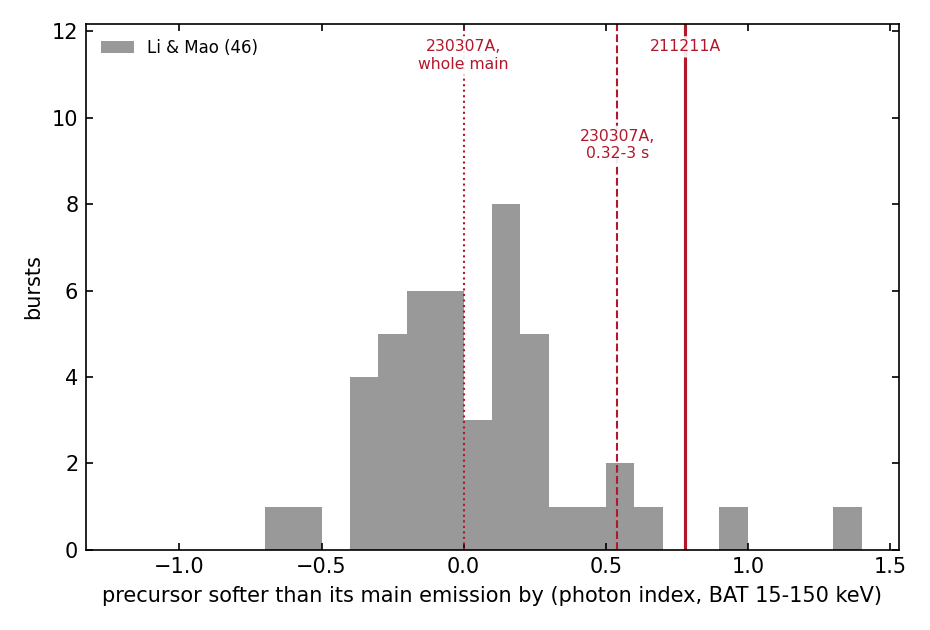 Li & Mao (46)
230307A,
whole main
211211A
230307A,
0.32-3 s
12
10
8
6
4
2
0
bursts
−1.0
−0.5
0.0
0.5
1.0
1.5
precursor softer than its main emission by (photon index, BAT 15-150 keV)